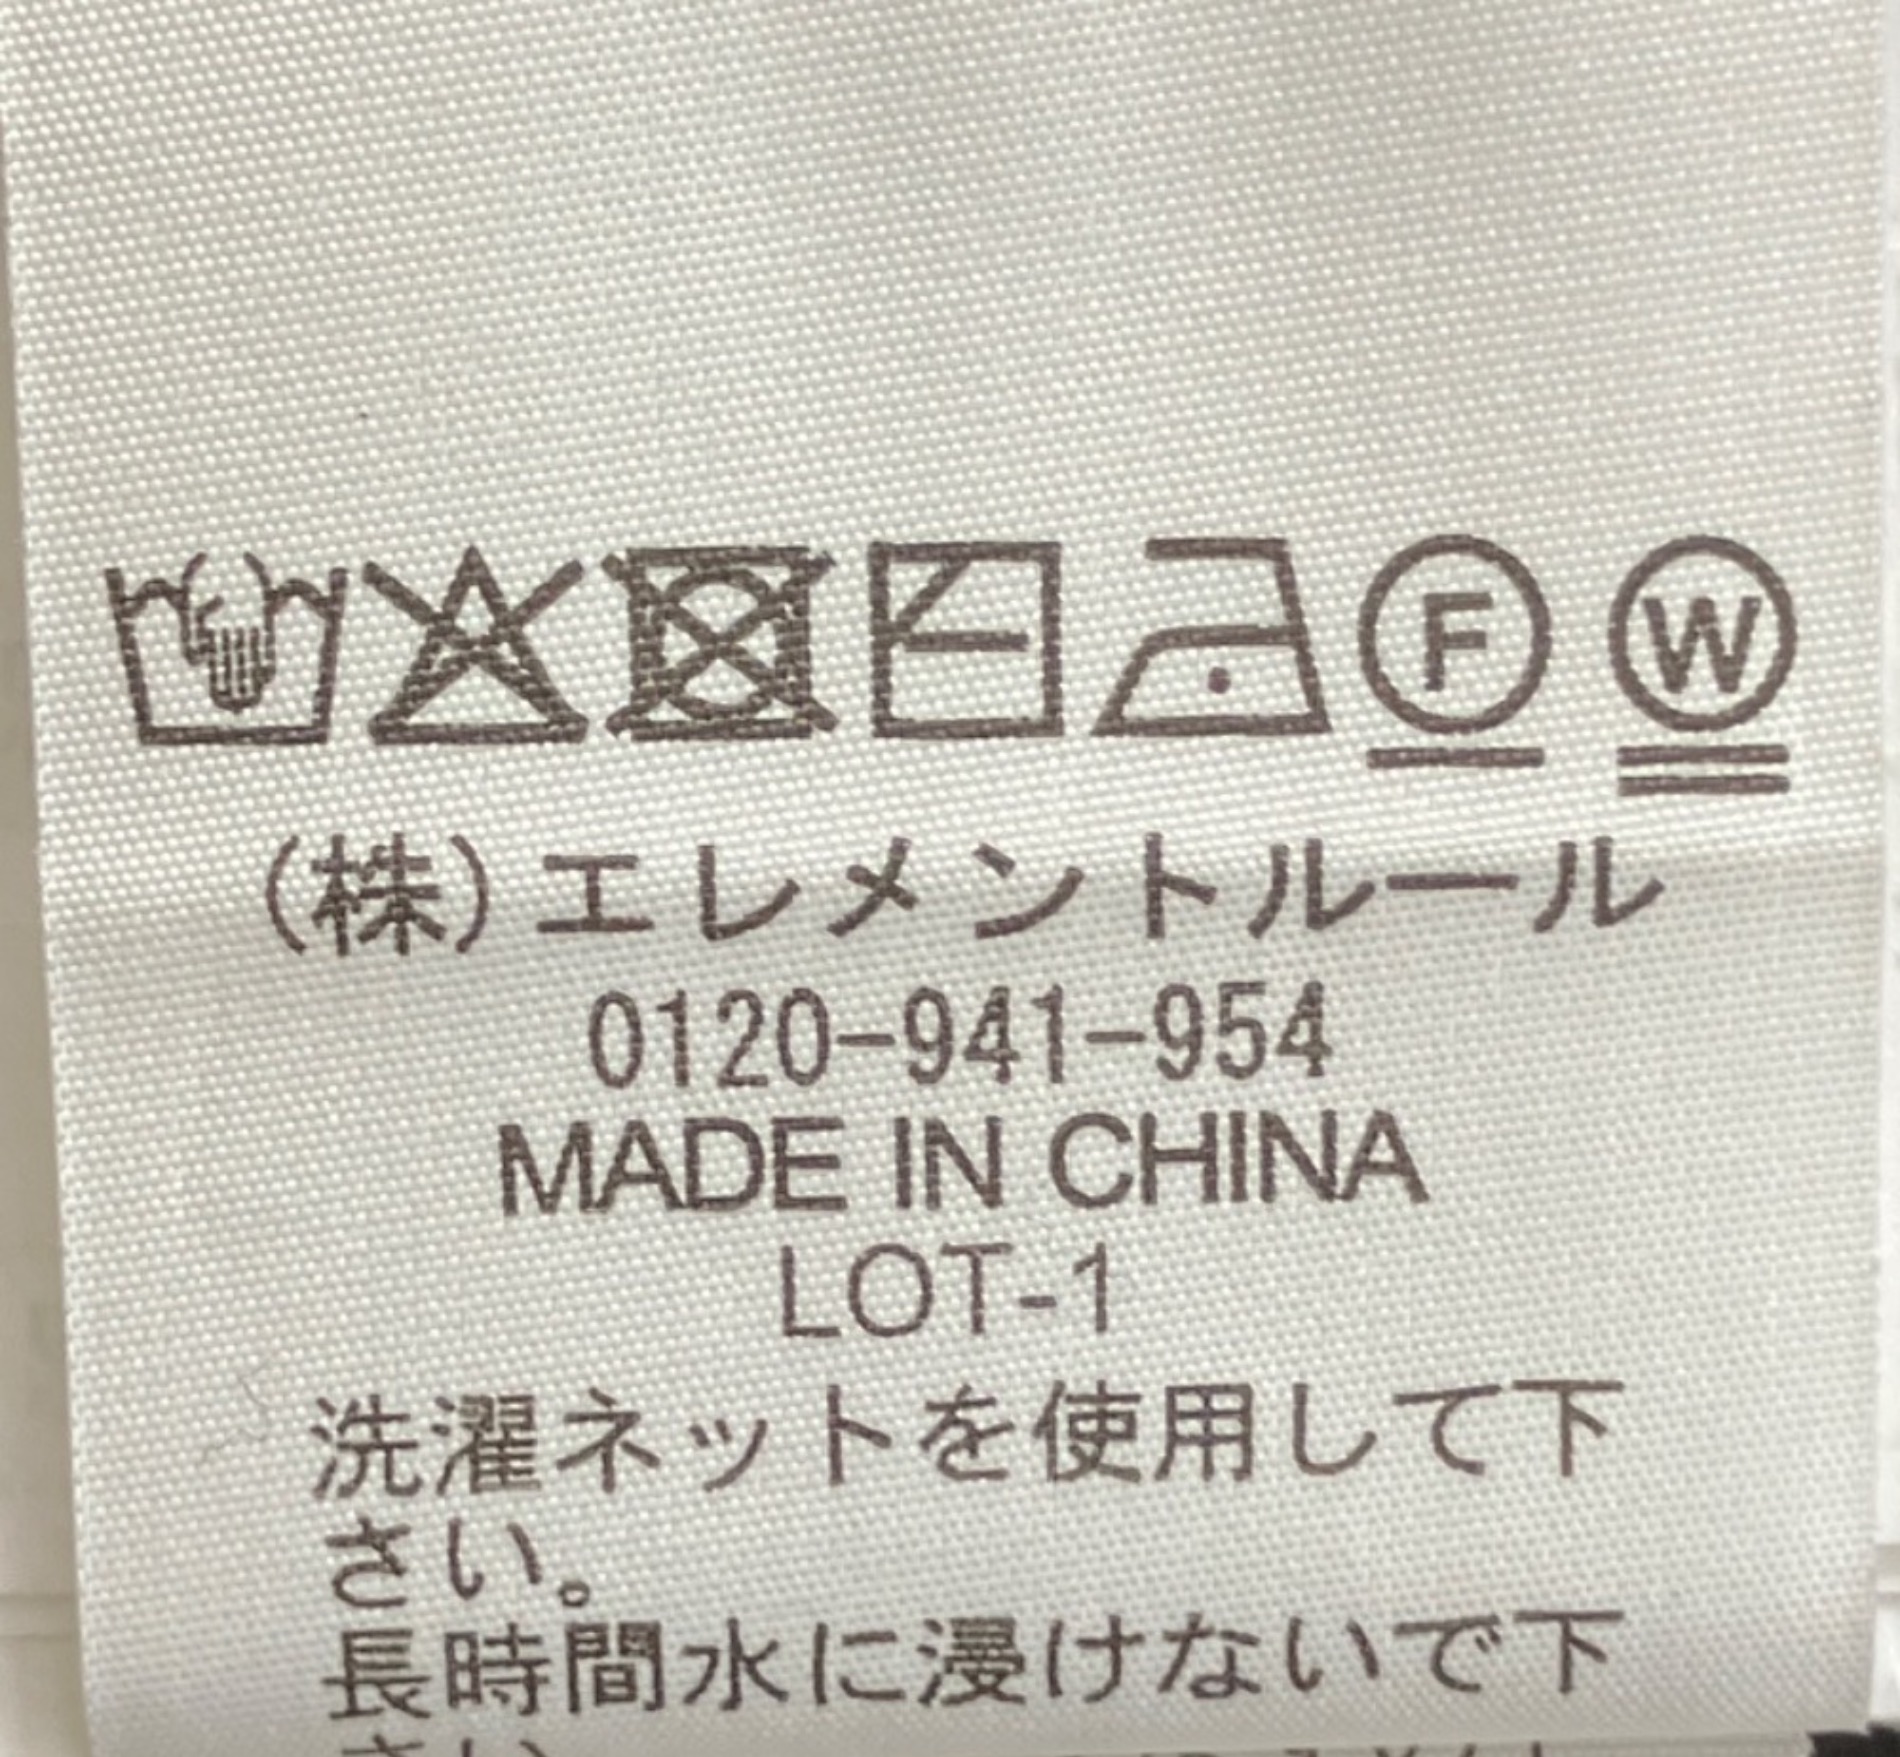 F W
(株)エレメントルール
0120-941-954
MADE IN CHINA
LOT-1
洗濯ネットを使用して下
さい。
長時間水に浸けないで下